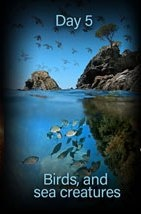 Day 5
Birds, and
sea creatures